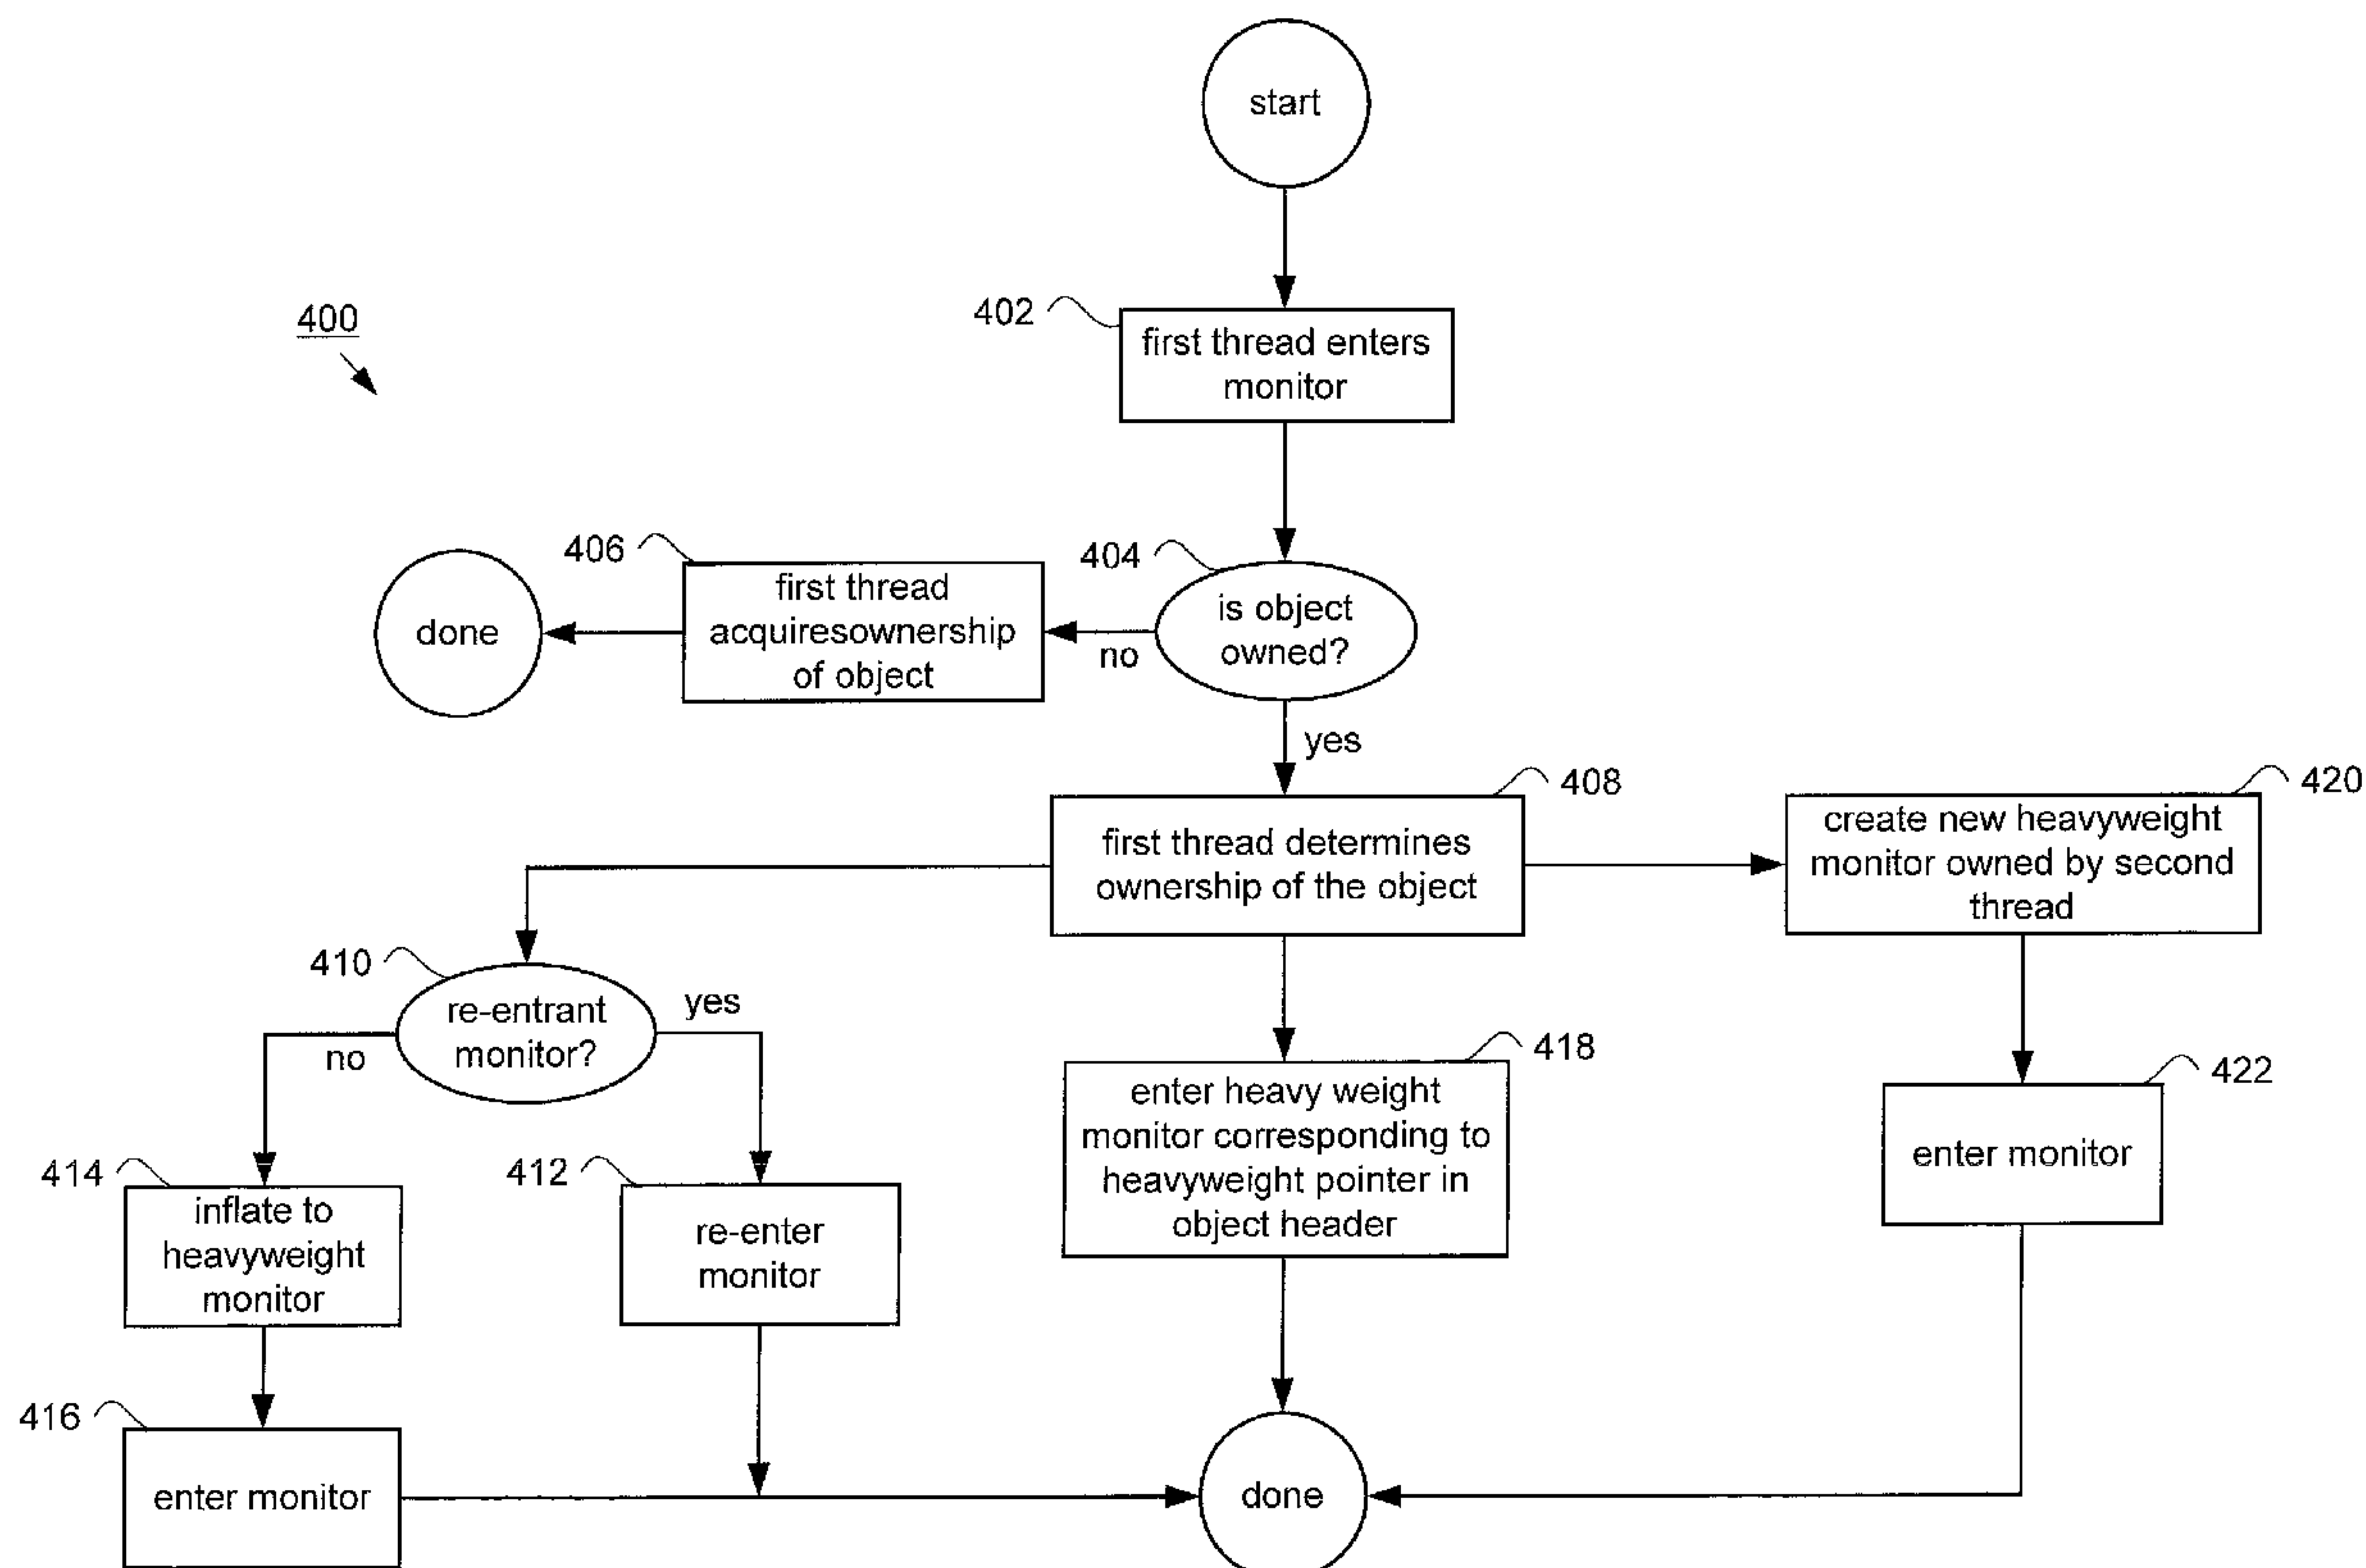 start
400
402
first thread enters
monitor
406
404
done
first thread
acquiresownership
of object
no
is object
owned?
yes
408
420
first thread determines
ownership of the object
create new heavyweight
monitor owned by second
thread
410
re-entrant
monitor?
yes
no
418
422
414
412
inflate to
heavyweight
monitor
re-enter
monitor
enter heavy weight
monitor corresponding to
heavyweight pointer in
object header
enter monitor
416
enter monitor
done